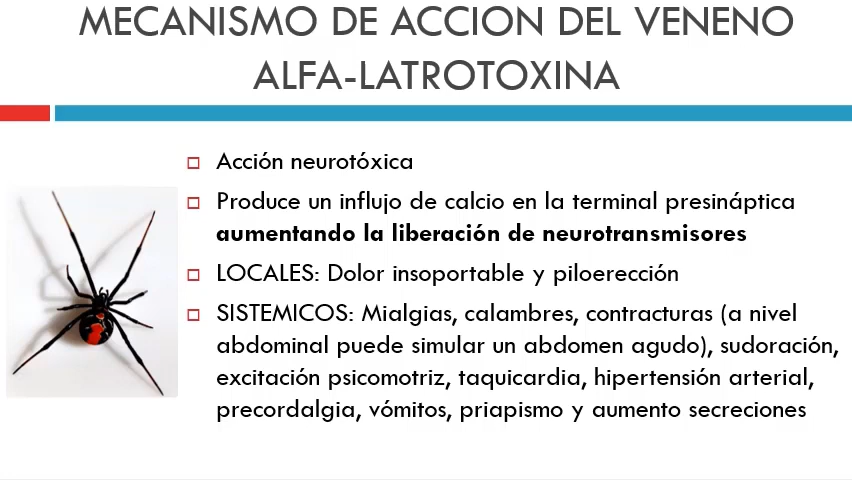 MECANISMO DE ACCION DEL VENENO
ALFA-LATROTOXINA
Acción neurotóxica
Produce un influjo de calcio en la terminal presináptica
aumentando la liberación de neurotransmisores
LOCALES: Dolor insoportable y piloerección
SISTEMICOS: Mialgias, calambres, contracturas (a nivel
abdominal puede simular un abdomen agudo), sudoración,
excitación psicomotriz, taquicardia, hipertensión arterial,
precordalgia, vómitos, priapismo y aumento secreciones